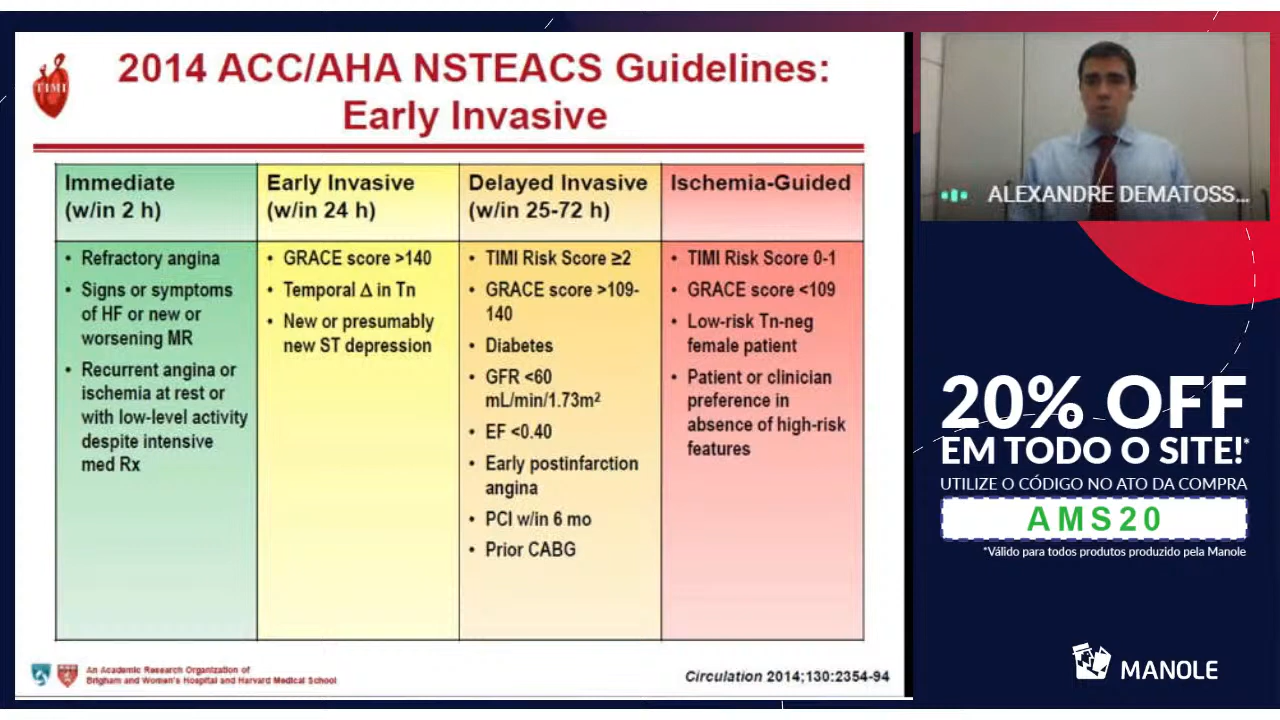 TIMI
2014 ACC/AHA NSTEACS Guidelines:
Early Invasive
Immediate
(w/in 2 h)
• Refractory angina
• Signs or symptoms
of HF or new or
worsening MR
• Recurrent angina or
ischemia at rest or
with low-level activity
despite intensive
med Rx
Early Invasive
(w/in 24 h)
• GRACE score >140
• Temporal Δ in Tn
• New or presumably
new ST depression
Delayed Invasive
(w/in 25-72 h)
• TIMI Risk Score ≥2
• GRACE score >109-
140
• Diabetes
• GFR <60
mL/min/1.73m²
• EF <0.40
• Early postinfarction
angina
• PCI w/in 6 mo
• Prior CABG
Ischemia-Guided
• TIMI Risk Score 0-1
• GRACE score <109
• Low-risk Tn-neg
female patient
• Patient or clinician
preference in
absence of high-risk
features
An Academic Research Organization of
Brigham and Women's Hospital and Harvard Medical School
Circulation 2014;130:2354-94
ALEXANDRE DEMATOSS...
20% OFF
EM TODO O SITE!*
UTILIZE O CÓDIGO NO ATO DA COMPRA
AMS20
*Válido para todos produtos produzido pela Manole
MANOLE